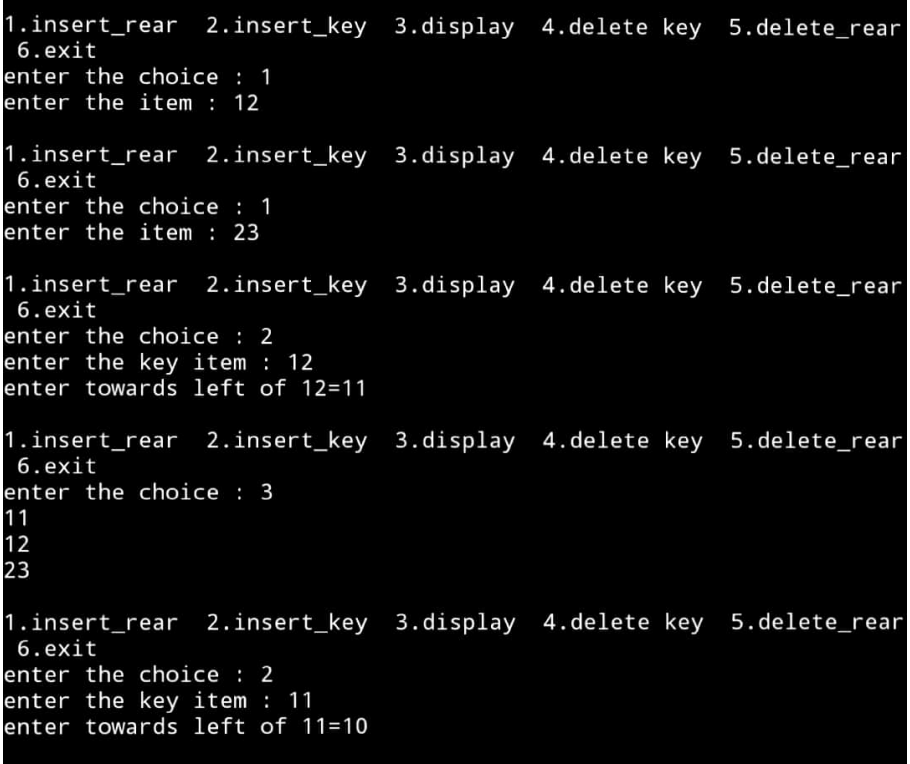 1.insert_rear  2.insert_key  3.display  4.delete key  5.delete_rear
 6.exit
enter the choice : 1
enter the item : 12

1.insert_rear  2.insert_key  3.display  4.delete key  5.delete_rear
 6.exit
enter the choice : 1
enter the item : 23

1.insert_rear  2.insert_key  3.display  4.delete key  5.delete_rear
 6.exit
enter the choice : 2
enter the key item : 12
enter towards left of 12=11

1.insert_rear  2.insert_key  3.display  4.delete key  5.delete_rear
 6.exit
enter the choice : 3
11
12
23

1.insert_rear  2.insert_key  3.display  4.delete key  5.delete_rear
 6.exit
enter the choice : 2
enter the key item : 11
enter towards left of 11=10